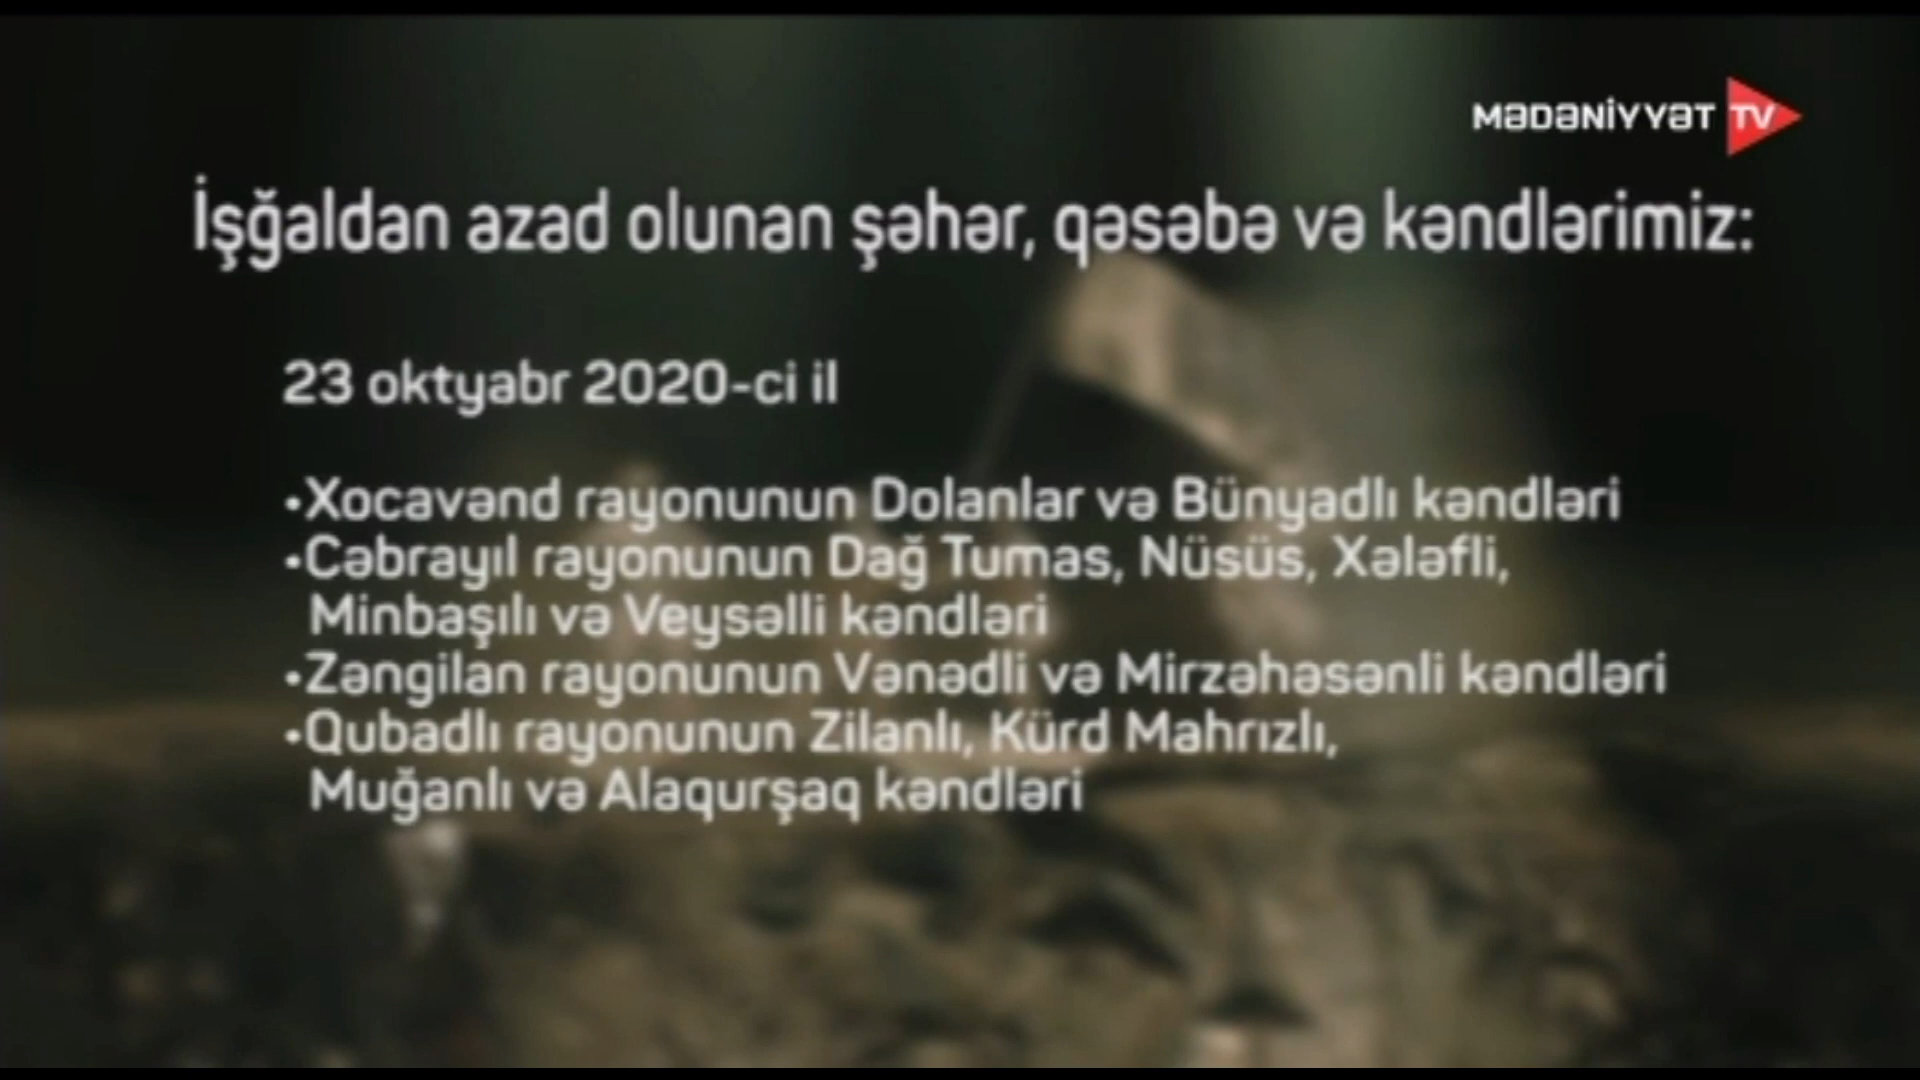 MƏDƏNİYYƏT TV
İşğaldan azad olunan şəhər, qəsəbə və kəndlərimiz:
23 oktyabr 2020-ci il
•Xocavənd rayonunun Dolanlar və Bünyadlı kəndləri
•Cəbrayıl rayonunun Dağ Tumas, Nüsüs, Xələfli,
Minbaşılı və Veysəlli kəndləri
•Zəngilan rayonunun Vənədli və Mirzəhəsənli kəndləri
•Qubadlı rayonunun Zilanlı, Kürd Mahrızlı,
Muğanlı və Alaqurşaq kəndləri